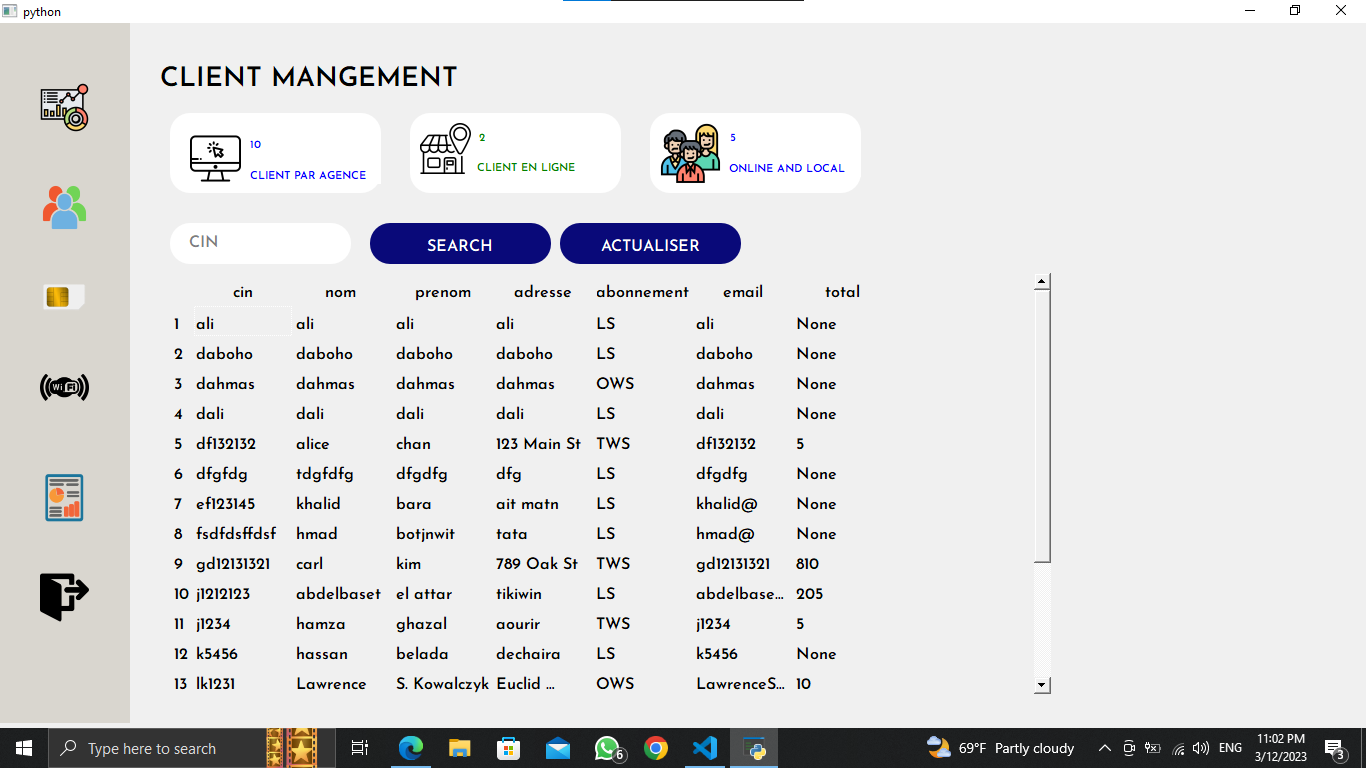 python
CLIENT MANGEMENT
10
CLIENT PAR AGENCE
2
CLIENT EN LIGNE
5
ONLINE AND LOCAL
CIN
SEARCH
ACTUALISER
cin nom prenom adresse abonnement email total
1 ali ali ali ali LS ali None
2 daboho daboho daboho daboho LS daboho None
3 dahmas dahmas dahmas dahmas OWS dahmas None
4 dali dali dali dali LS dali None
5 df132132 alice chan 123 Main St TWS df132132 5
6 dfgfdg tdgfdfg dfgdfg dfg LS dfgdfg None
7 ef123145 khalid bara ait matn LS khalid@ None
8 fsdfdsffdsf hmad botjnwit tata LS hmad@ None
9 gd12131321 carl kim 789 Oak St TWS gd12131321 810
10 j1212123 abdelbaset el attar tikiwin LS abdelbase... 205
11 j1234 hamza ghazal aourir TWS j1234 5
12 k5456 hassan belada dechaira LS k5456 None
13 lk1231 Lawrence S. Kowalczyk Euclid ... OWS LawrenceS... 10
WiFi
Type here to search
6
69°F Partly cloudy
ENG
11:02 PM
3/12/2023
3